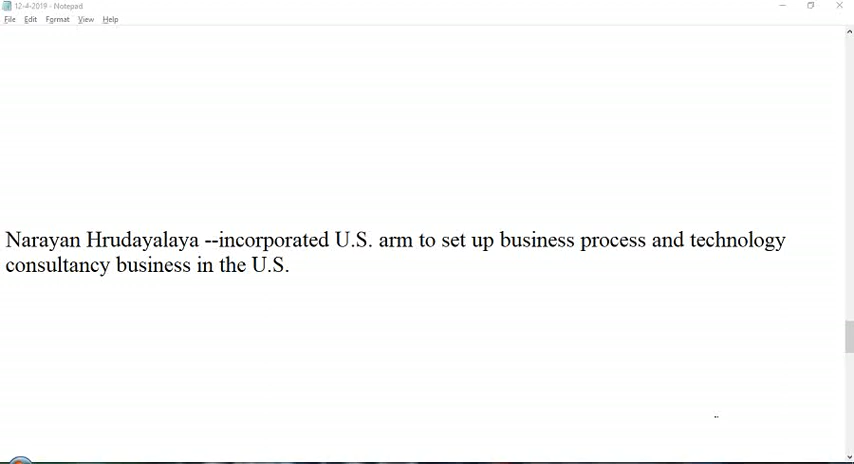 12-4-2019 - Notepad
File Edit Format View Help
Narayan Hrudayalaya --incorporated U.S. arm to set up business process and technology
consultancy business in the U.S.